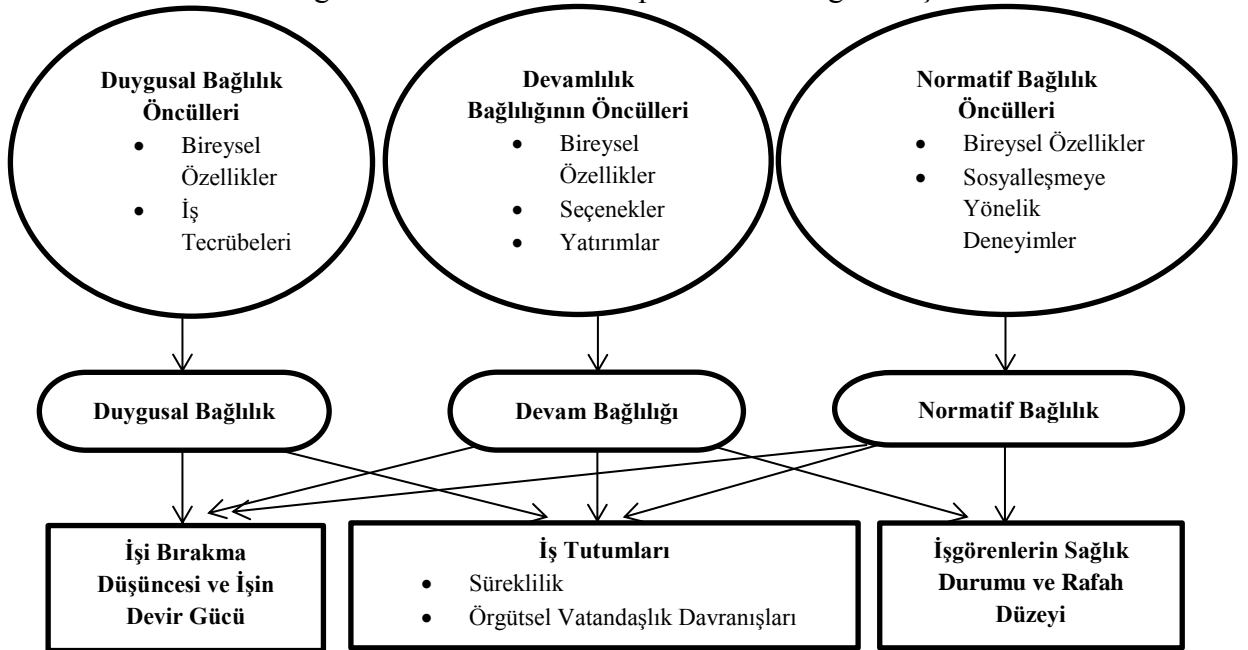 Duygusal Bağlılık
Öncülleri
• Bireysel
Özellikler
• İş
Tecrübeleri
Devamlılık
Bağlılığının Öncülleri
• Bireysel
Özellikler
• Seçenekler
• Yatırımlar
Normatif Bağlılık
Öncülleri
• Bireysel Özellikler
• Sosyalleşmeye
Yönelik
Deneyimler
Duygusal Bağlılık
Devam Bağlılığı
Normatif Bağlılık
İşi Bırakma
Düşüncesi ve İşin
Devir Gücü
İş Tutumları
• Süreklilik
• Örgütsel Vatandaşlık Davranışları
İşgörenlerin Sağlık
Durumu ve Rafah
Düzeyi